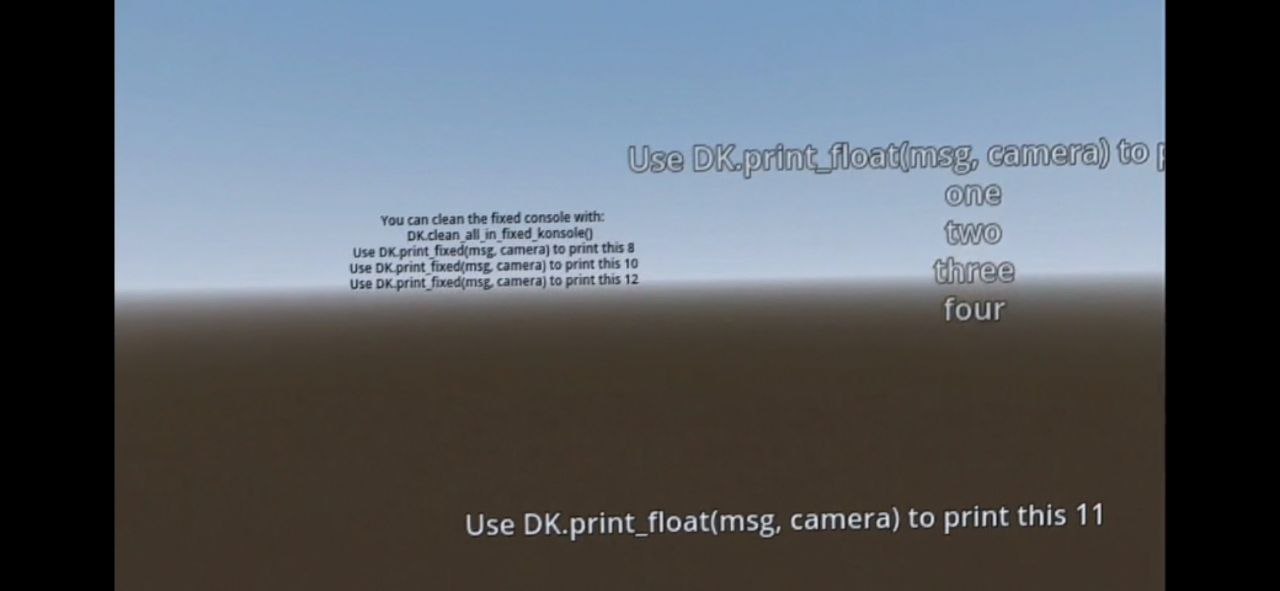 Use DK.print_float(msg, camera) to
one
two
three
four
You can clean the fixed console with:
DK.clean_all_in_fixed_konsole()
Use DK.print_fixed(msg, camera) to print this 8
Use DK.print_fixed(msg, camera) to print this 10
Use DK.print_fixed(msg, camera) to print this 12
Use DK.print_float(msg, camera) to print this 11